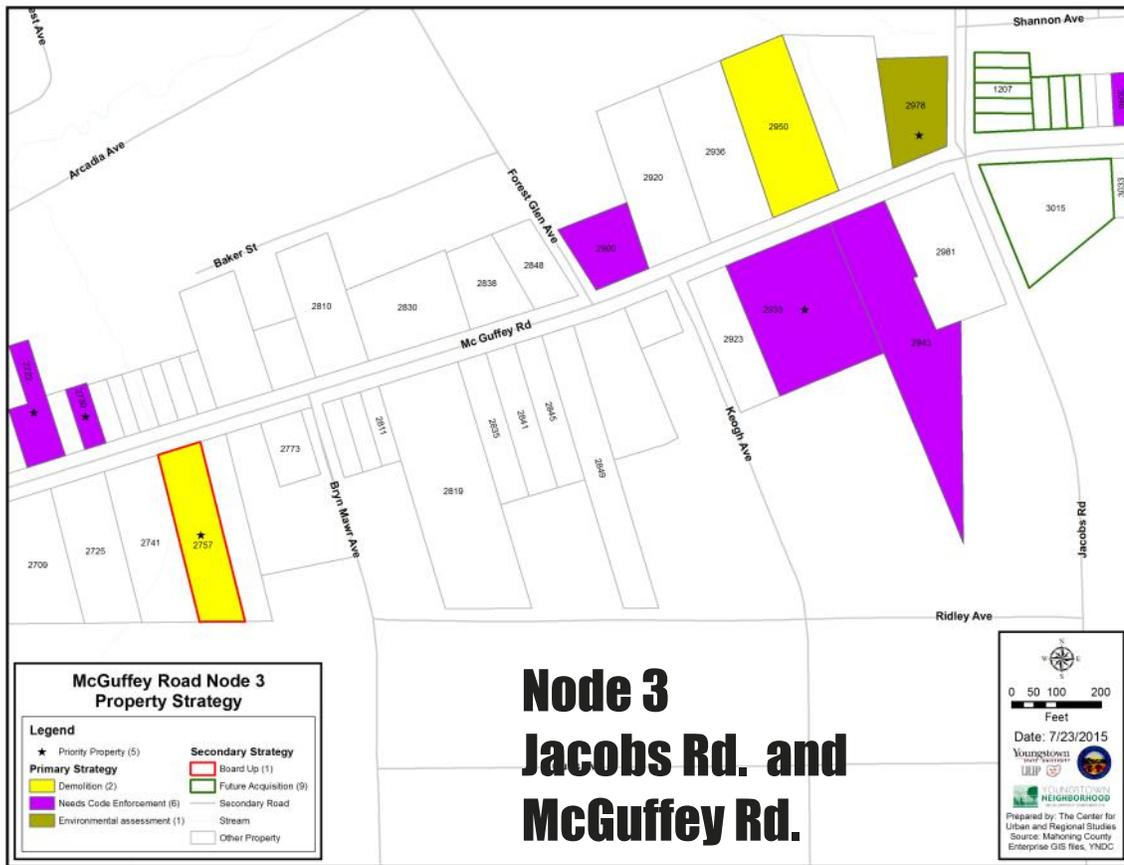 Shannon Ave
1207
2978
2950
Arcadia Ave
2936
2920
Forest Glen Ave
3033
3015
2981
2900
2848
Baker St
2838
2830
2810
2933
2943
2923
Mc Guffey Rd
2722
2732
2811
2835
2841
2845
2849
2773
2819
Keogh Ave
Bryn Mawr Ave
Jacobs Rd
2709
2725
2741
2757
Ridley Ave
McGuffey Road Node 3
Property Strategy
Legend
Priority Property (5)
Primary Strategy
Demolition (2)
Needs Code Enforcement (6)
Environmental assessment (1)
Secondary Strategy
Board Up (1)
Future Acquisition (9)
Secondary Road
Stream
Other Property
Node 3
Jacobs Rd. and
McGuffey Rd.
N
W E
S
0 50 100 200
Feet
Date: 7/23/2015
Youngstown
STATE UNIVERSITY
YOUNGSTOWN
NEIGHBORHOOD
Prepared by: The Center for
Urban and Regional Studies
Source: Mahoning County
Enterprise GIS files, YNDC